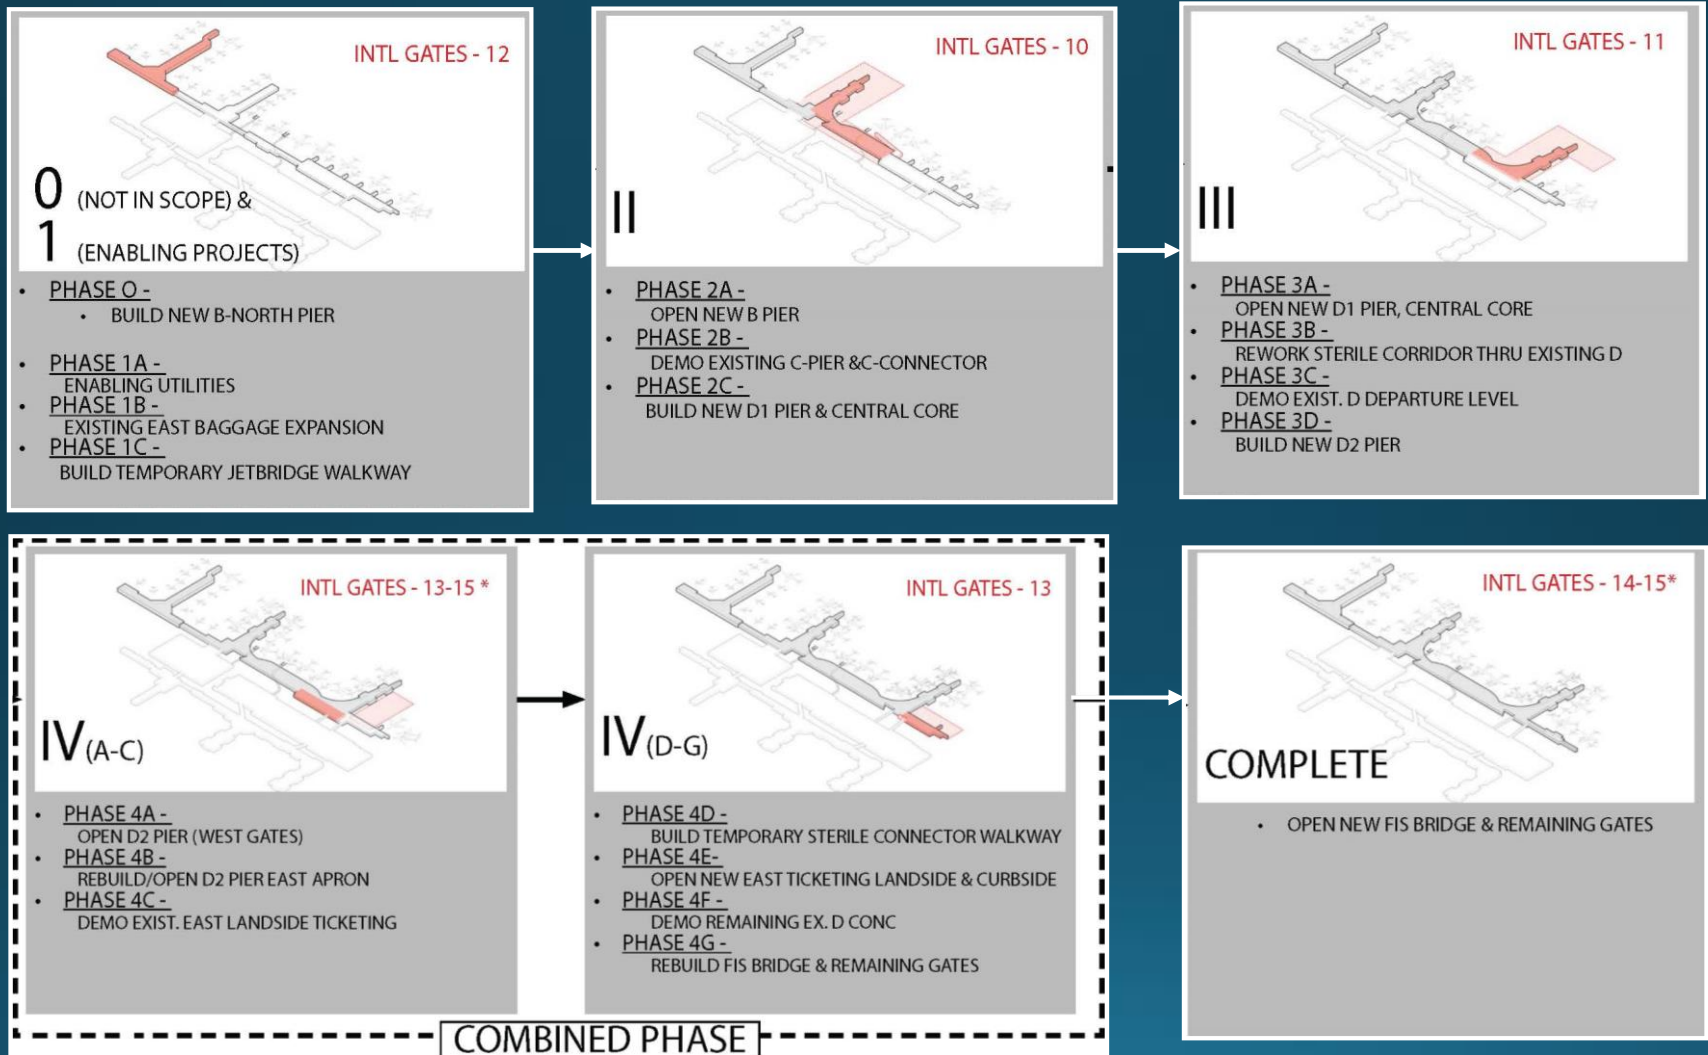 INTL GATES - 12
0 (NOT IN SCOPE) &
1 (ENABLING PROJECTS)
• PHASE O -
• BUILD NEW B-NORTH PIER
• PHASE 1A -
ENABLING UTILITIES
• PHASE 1B -
EXISTING EAST BAGGAGE EXPANSION
• PHASE 1C -
BUILD TEMPORARY JETBRIDGE WALKWAY
INTL GATES - 10
II
• PHASE 2A -
OPEN NEW B PIER
• PHASE 2B -
DEMO EXISTING C-PIER &C-CONNECTOR
• PHASE 2C -
BUILD NEW D1 PIER & CENTRAL CORE
INTL GATES - 11
III
• PHASE 3A -
OPEN NEW D1 PIER, CENTRAL CORE
• PHASE 3B -
REWORK STERILE CORRIDOR THRU EXISTING D
• PHASE 3C -
DEMO EXIST. D DEPARTURE LEVEL
• PHASE 3D -
BUILD NEW D2 PIER
INTL GATES - 13-15 *
IV (A-C)
• PHASE 4A -
OPEN D2 PIER (WEST GATES)
• PHASE 4B -
REBUILD/OPEN D2 PIER EAST APRON
• PHASE 4C -
DEMO EXIST. EAST LANDSIDE TICKETING
INTL GATES - 13
IV (D-G)
• PHASE 4D -
BUILD TEMPORARY STERILE CONNECTOR WALKWAY
• PHASE 4E-
OPEN NEW EAST TICKETING LANDSIDE & CURBSIDE
• PHASE 4F -
DEMO REMAINING EX. D CONC
• PHASE 4G -
REBUILD FIS BRIDGE & REMAINING GATES
COMBINED PHASE
INTL GATES - 14-15*
COMPLETE
• OPEN NEW FIS BRIDGE & REMAINING GATES